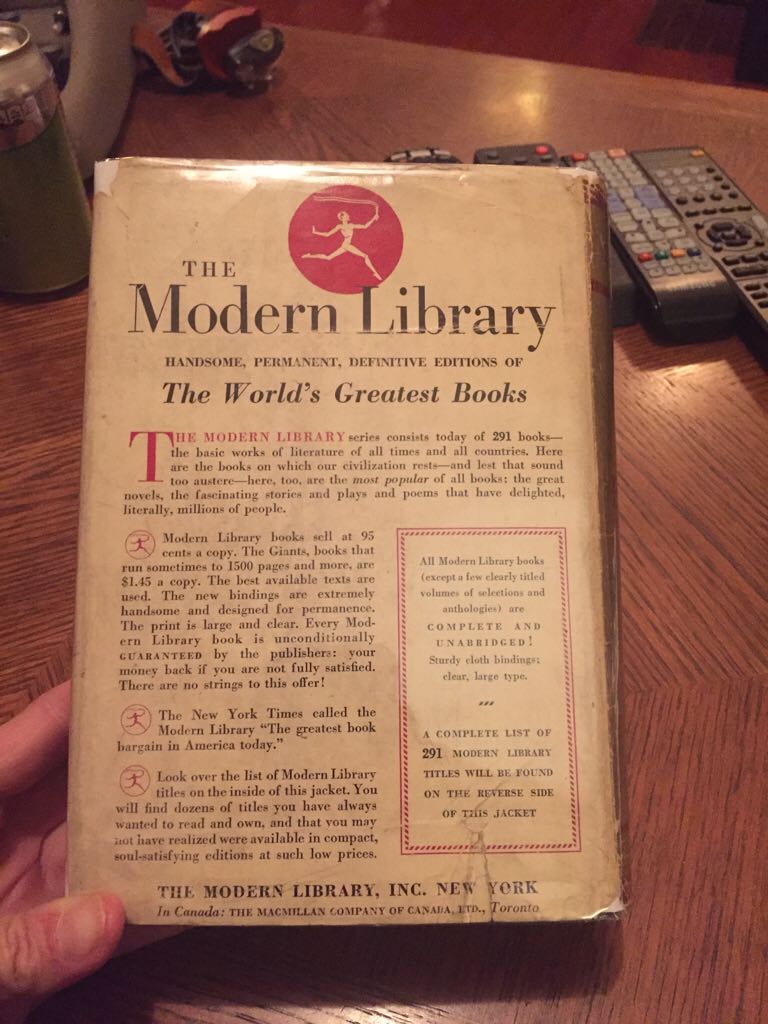 THE
Modern Library
HANDSOME, PERMANENT, DEFINITIVE EDITIONS OF
The World's Greatest Books
THE MODERN LIBRARY series consists today of 291 books—
the basic works of literature of all times and all countries. Here
are the books on which our civilization rests—and lest that sound
too austere—here, too, are the most popular of all books: the great
novels, the fascinating stories and plays and poems that have delighted,
literally, millions of people.
Modern Library books sell at 95
cents a copy. The Giants, books that
run sometimes to 1500 pages and more, are
$1.45 a copy. The best available texts are
used. The new bindings are extremely
handsome and designed for permanence.
The print is large and clear. Every Mod-
ern Library book is unconditionally
GUARANTEED by the publishers: your
money back if you are not fully satisfied.
There are no strings to this offer!
The New York Times called the
Modern Library "The greatest book
bargain in America today."
Look over the list of Modern Library
titles on the inside of this jacket. You
will find dozens of titles you have always
wanted to read and own, and that you may
not have realized were available in compact,
soul-satisfying editions at such low prices.
All Modern Library books
(except a few clearly titled
volumes of selections and
anthologies) are
COMPLETE AND
UNABRIDGED!
Sturdy cloth bindings;
clear, large type.
A COMPLETE LIST OF
291 MODERN LIBRARY
TITLES WILL BE FOUND
ON THE REVERSE SIDE
OF THIS JACKET
THE MODERN LIBRARY, INC. NEW YORK
In Canada: THE MACMILLAN COMPANY OF CANADA, LTD., Toronto